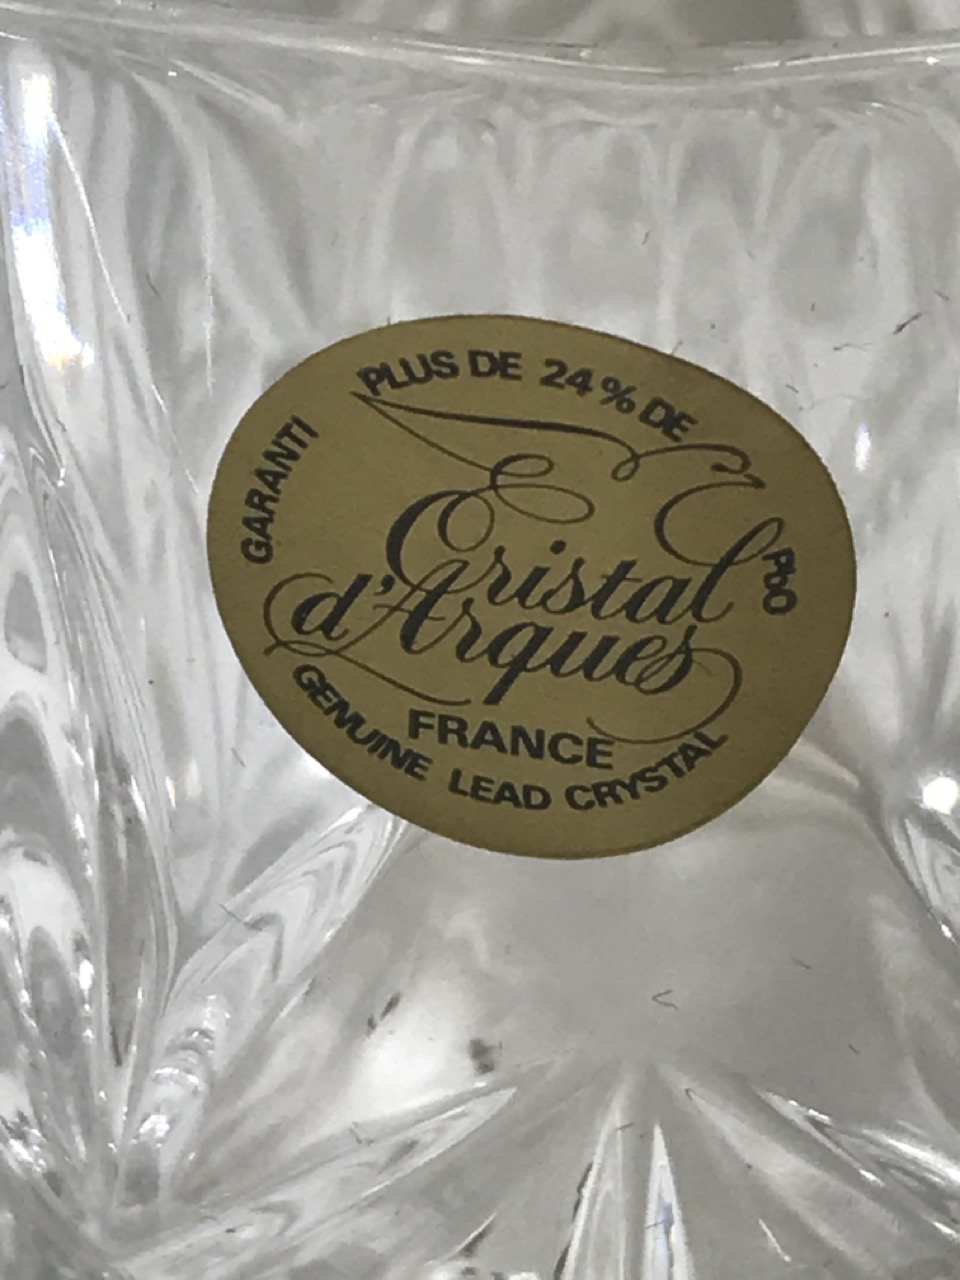 GARANTI PLUS DE 24% DE PbO
Cristal
d'Arques
FRANCE
GENUINE LEAD CRYSTAL